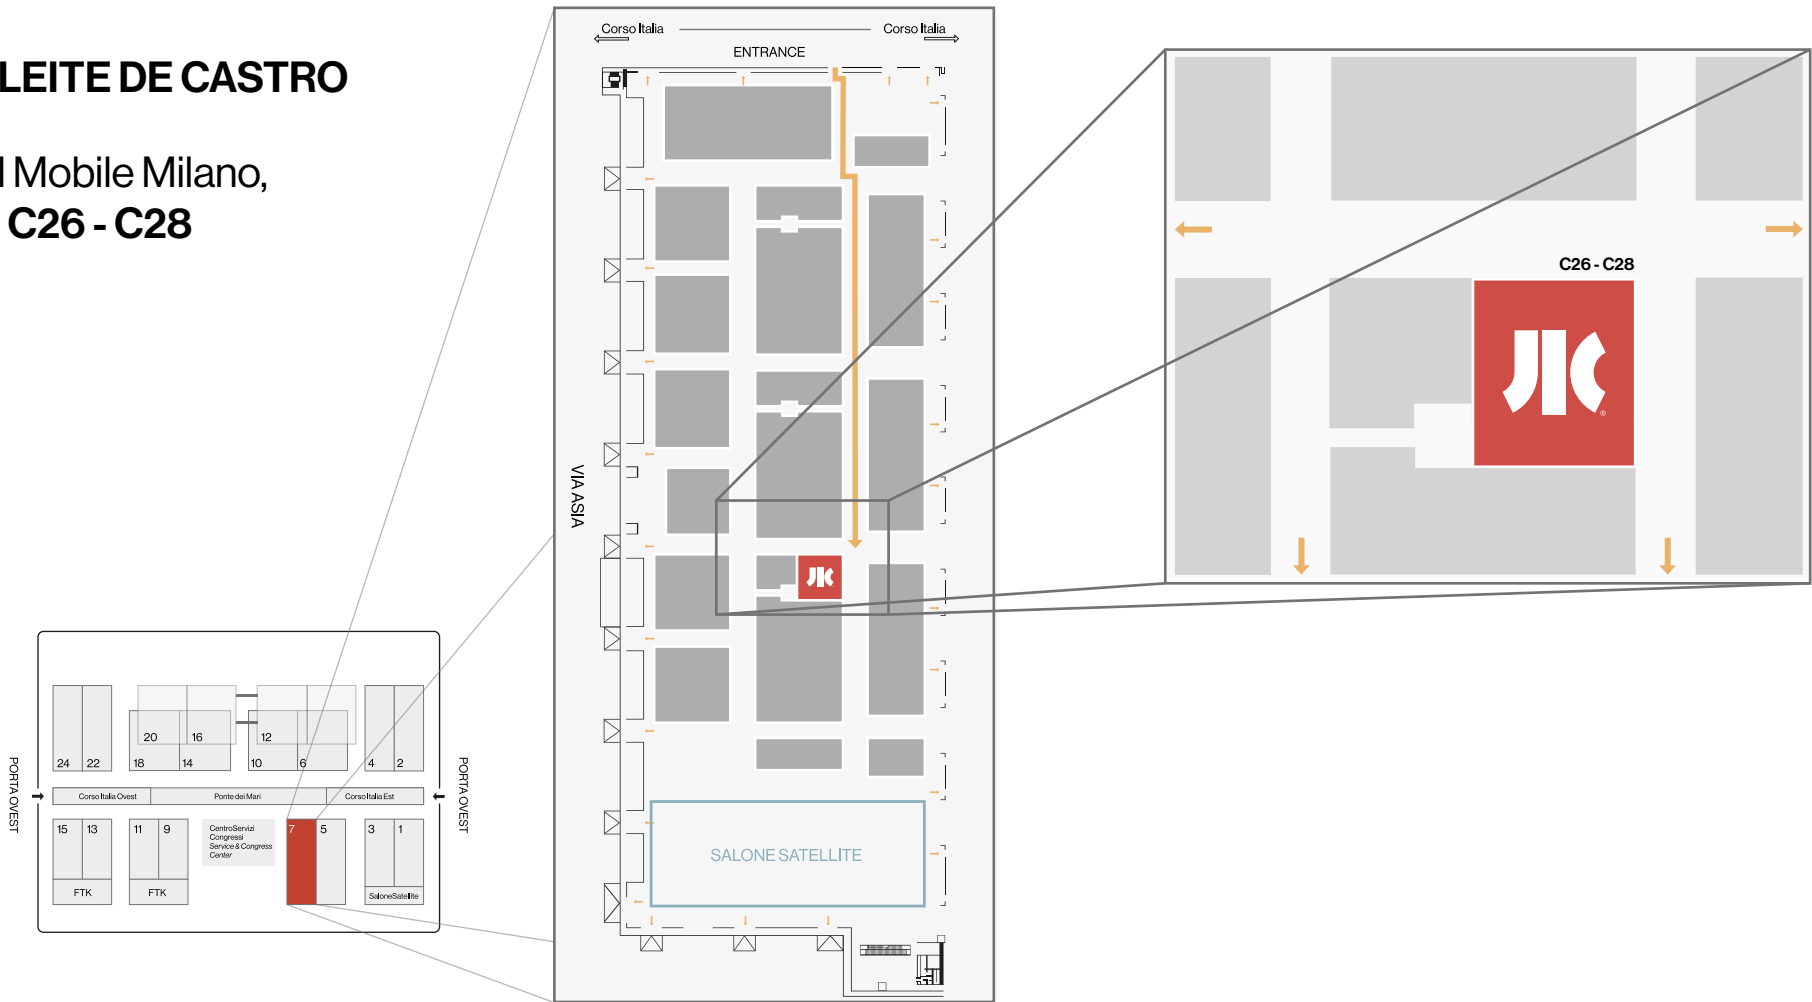 LEITE DE CASTRO
l Mobile Milano,
C26 - C28
Corso Italia
Corso Italia
ENTRANCE
VIA ASIA
SALONE SATELLITE
C26 - C28
JIC
®
JIC
PORTA OVEST
PORTA OVEST
20
16
12
24
22
18
14
10
6
4
2
Corso Italia Ovest
Ponte dei Mari
Corso Italia Est
15
13
11
9
CentroServizi
Congressi
Service & Congress
Center
7
5
3
1
FTK
FTK
SaloneSatellite